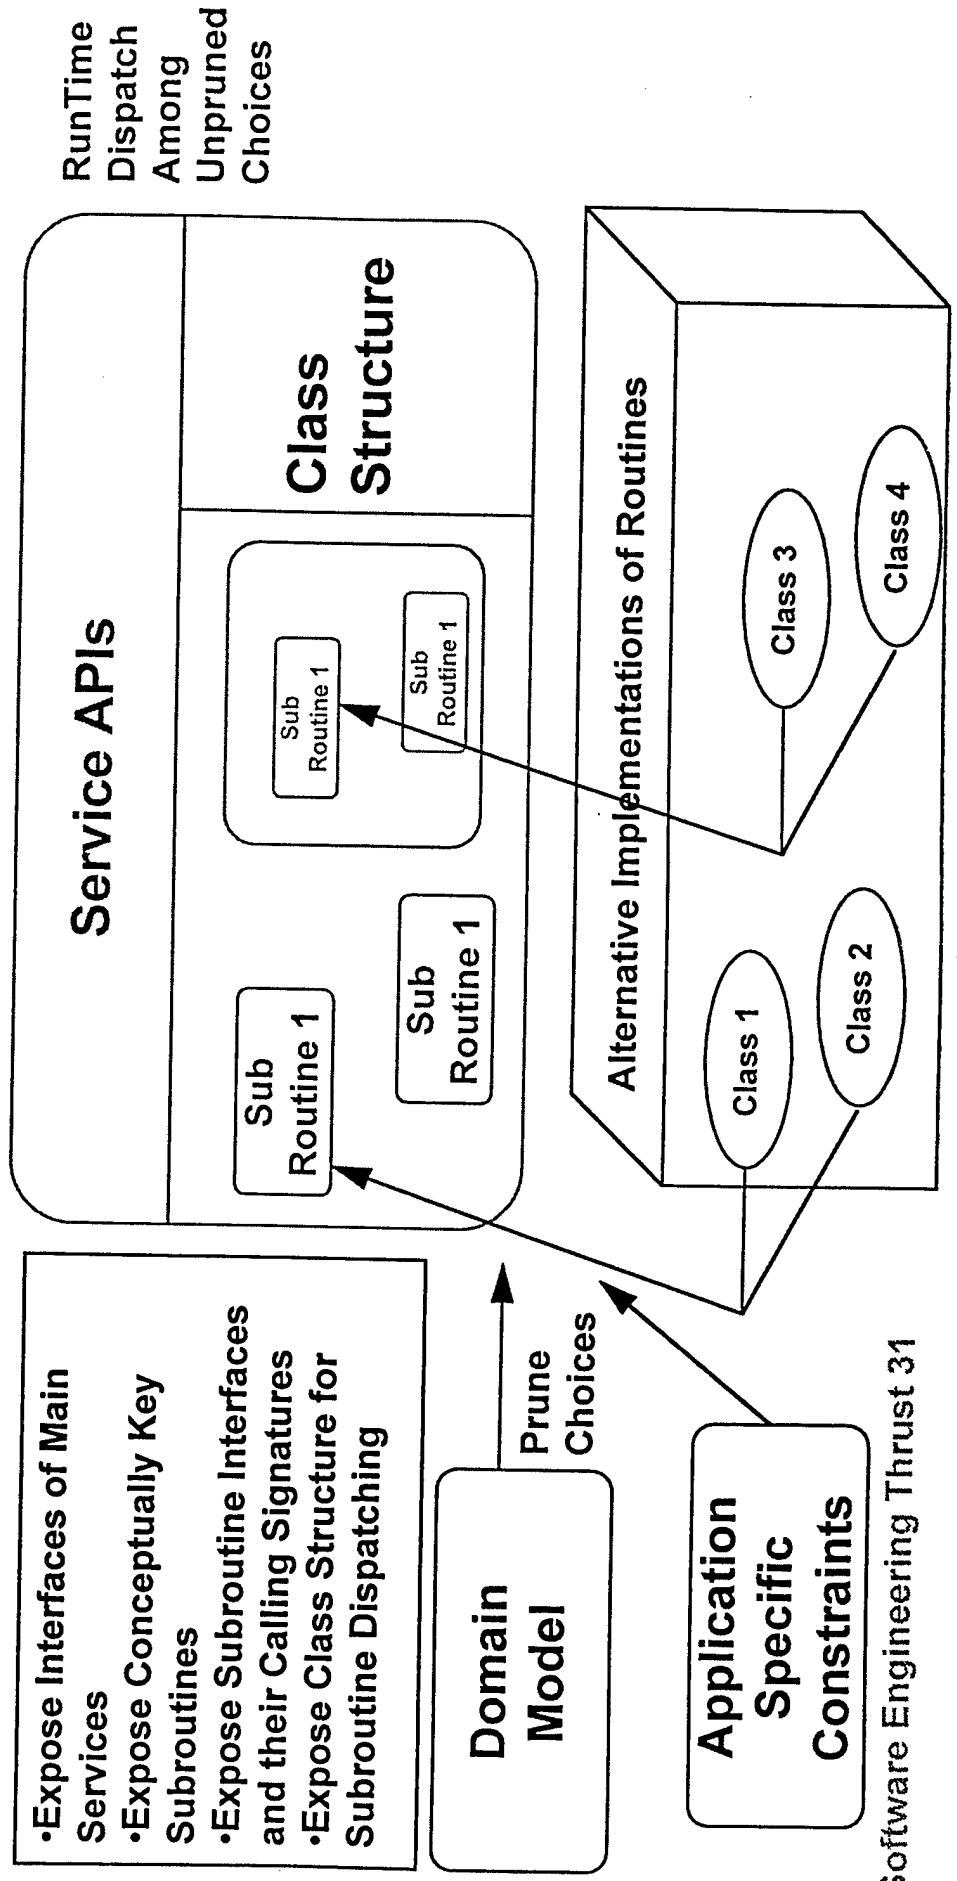 •Expose Interfaces of Main
Services
•Expose Conceptually Key
Subroutines
•Expose Subroutine Interfaces
and their Calling Signatures
•Expose Class Structure for
Subroutine Dispatching
Service APIs
RunTime
Dispatch
Among
Unpruned
Choices
Sub
Routine 1
Sub
Routine 1
Sub
Routine 1
Sub
Routine 1
Class
Structure
Domain
Model
Prune
Choices
Application
Specific
Constraints
Alternative Implementations of Routines
Class 1
Class 2
Class 3
Class 4
Software Engineering Thrust 31